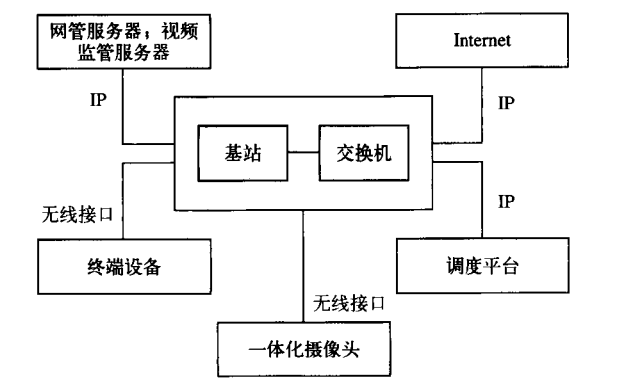 网管服务器；视频
监管服务器
Internet
IP
IP
基站
交换机
无线接口
IP
终端设备
调度平台
无线接口
一体化摄像头